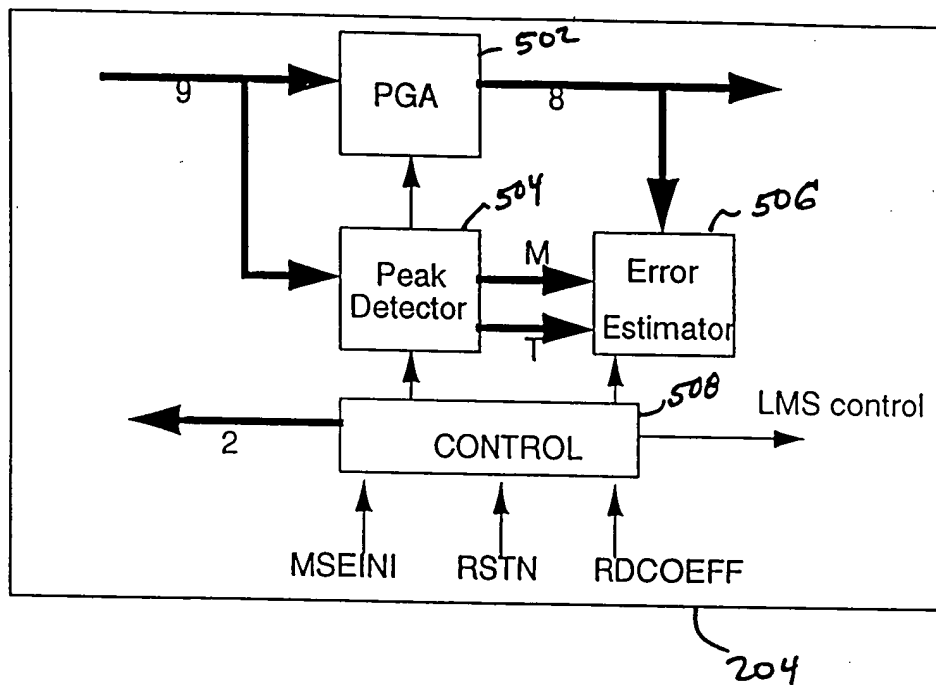 502
9
PGA
8
504
506
M
Peak
Detector
Error
Estimator
T
508
LMS control
2
CONTROL
MSEINI
RSTN
RDCOEFF
204